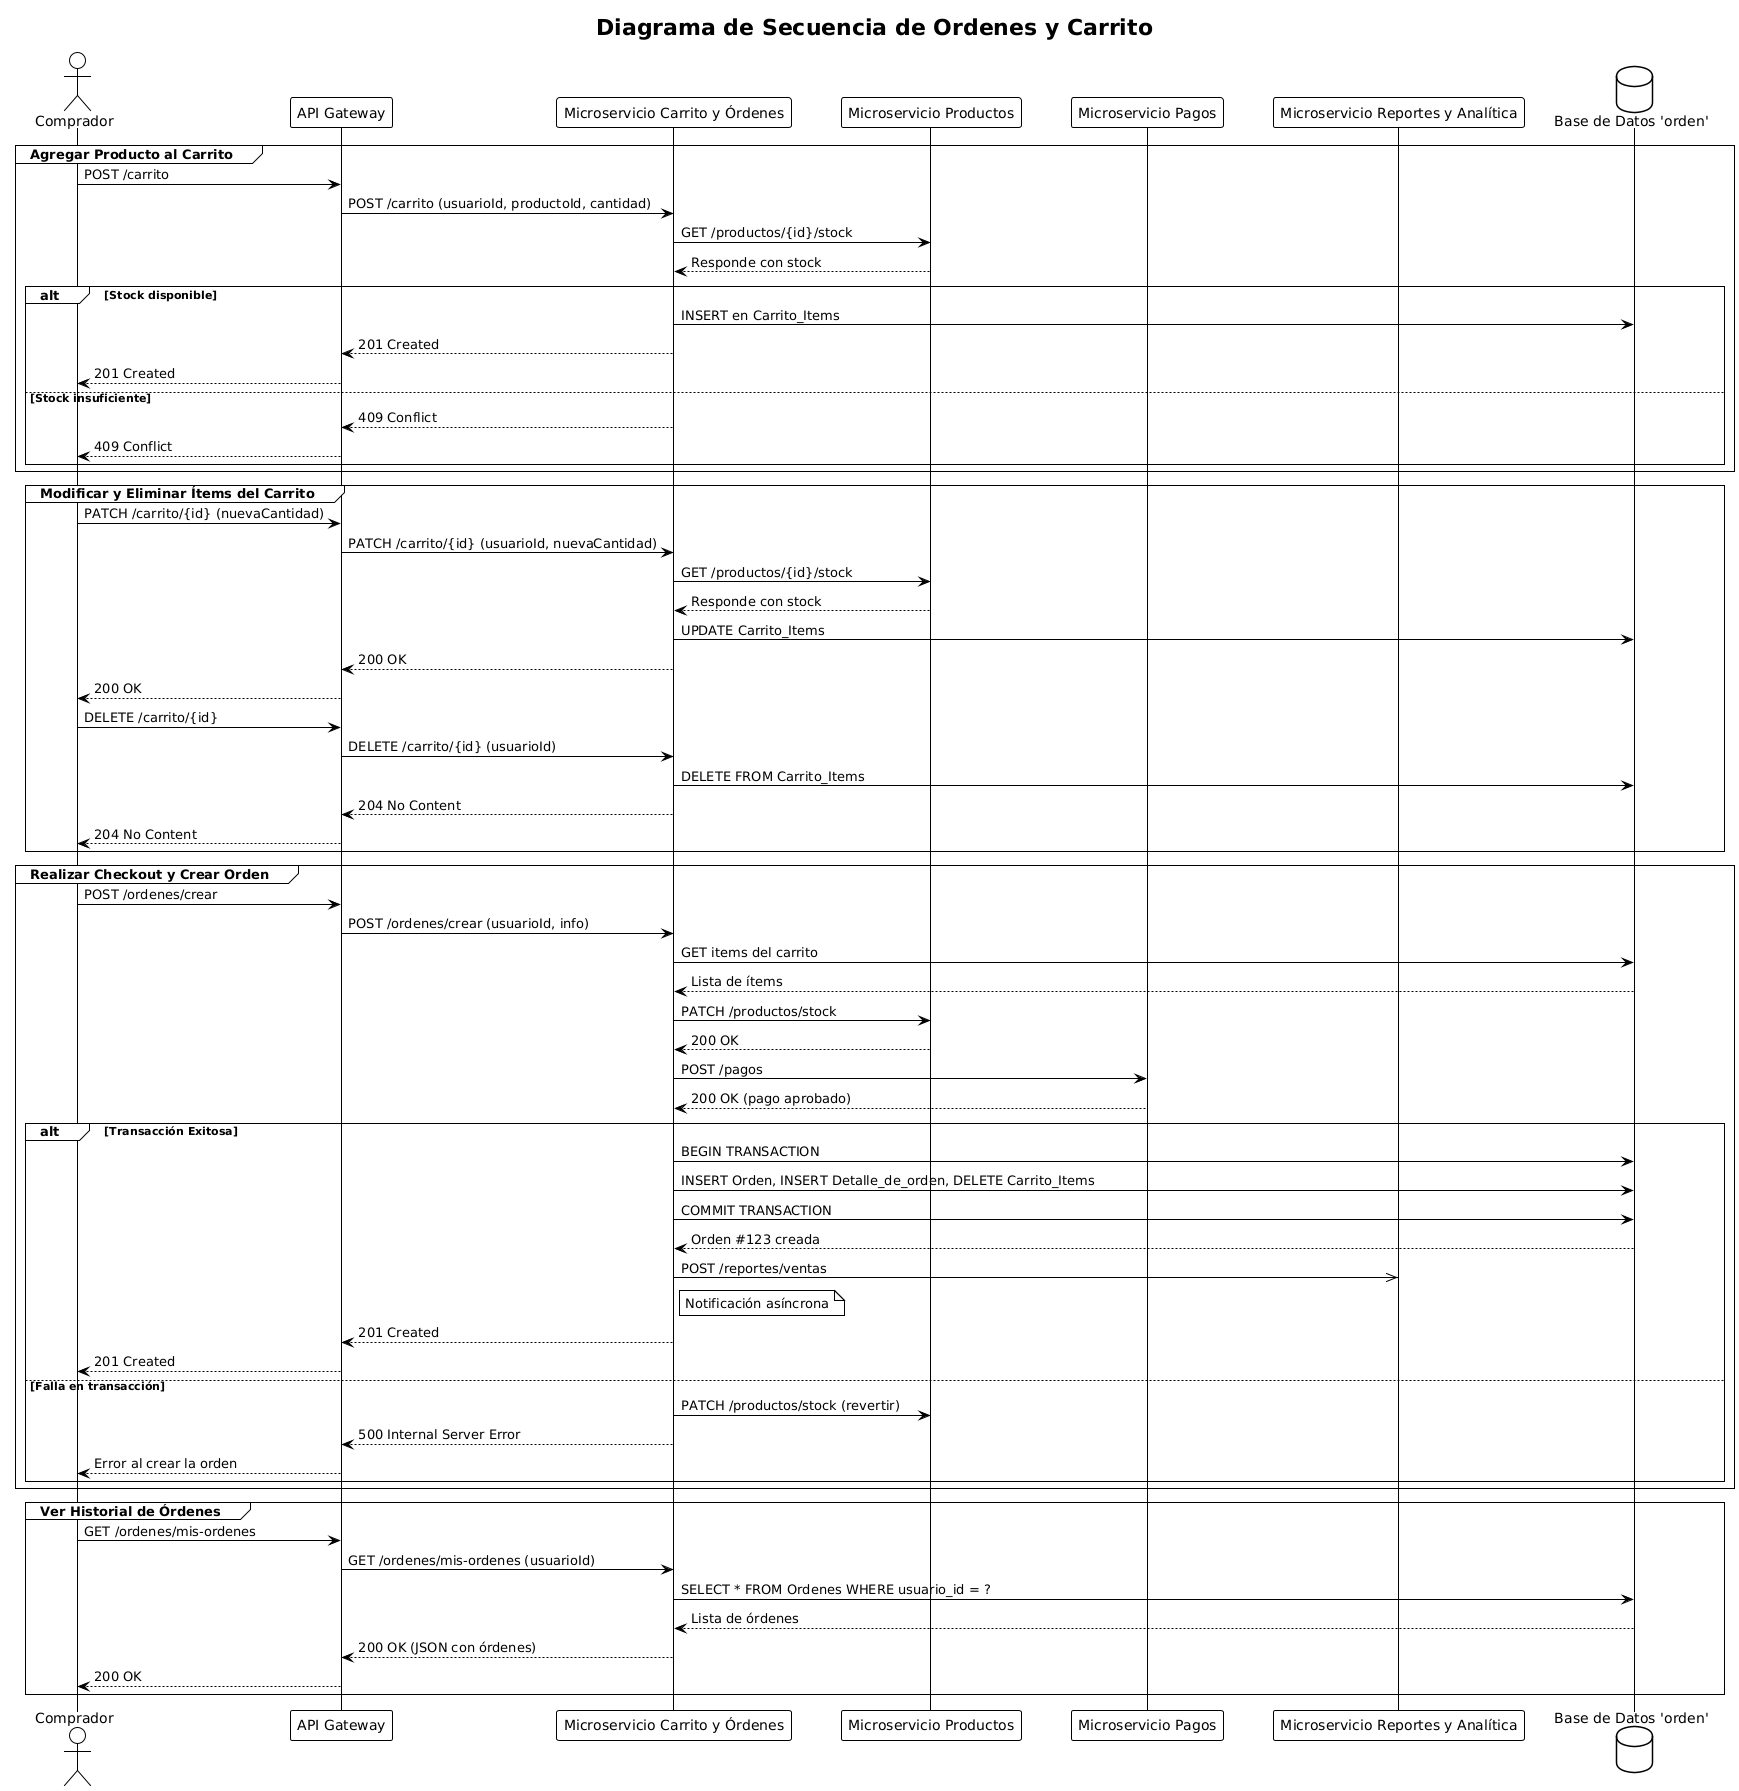 Diagrama de Secuencia de Ordenes y Carrito
Comprador
API Gateway
Microservicio Carrito y Órdenes
Microservicio Productos
Microservicio Pagos
Microservicio Reportes y Analítica
Base de Datos 'orden'
Agregar Producto al Carrito
POST /carrito
POST /carrito (usuarioId, productoId, cantidad)
GET /productos/{id}/stock
Responde con stock
alt
[Stock disponible]
INSERT en Carrito_Items
201 Created
201 Created
[Stock insuficiente]
409 Conflict
409 Conflict
Modificar y Eliminar Ítems del Carrito
PATCH /carrito/{id} (nuevaCantidad)
PATCH /carrito/{id} (usuarioId, nuevaCantidad)
GET /productos/{id}/stock
Responde con stock
UPDATE Carrito_Items
200 OK
200 OK
DELETE /carrito/{id}
DELETE /carrito/{id} (usuarioId)
DELETE FROM Carrito_Items
204 No Content
204 No Content
Realizar Checkout y Crear Orden
POST /ordenes/crear
POST /ordenes/crear (usuarioId, info)
GET items del carrito
Lista de ítems
PATCH /productos/stock
200 OK
POST /pagos
200 OK (pago aprobado)
alt
[Transacción Exitosa]
BEGIN TRANSACTION
INSERT Orden, INSERT Detalle_de_orden, DELETE Carrito_Items
COMMIT TRANSACTION
Orden #123 creada
POST /reportes/ventas
Notificación asíncrona
201 Created
201 Created
[Falla en transacción]
PATCH /productos/stock (revertir)
500 Internal Server Error
Error al crear la orden
Ver Historial de Órdenes
GET /ordenes/mis-ordenes
GET /ordenes/mis-ordenes (usuarioId)
SELECT * FROM Ordenes WHERE usuario_id = ?
Lista de órdenes
200 OK (JSON con órdenes)
200 OK
Comprador
API Gateway
Microservicio Carrito y Órdenes
Microservicio Productos
Microservicio Pagos
Microservicio Reportes y Analítica
Base de Datos 'orden'